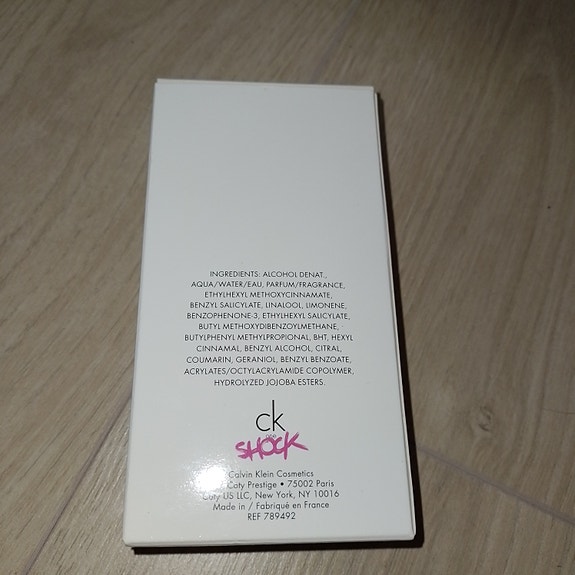 INGREDIENTS: ALCOHOL DENAT.,
AQUA/WATER/EAU, PARFUM/FRAGRANCE,
ETHYLHEXYL METHOXYCINNAMATE,
BENZYL SALICYLATE, LINALOOL, LIMONENE,
BENZOPHENONE-3, ETHYLHEXYL SALICYLATE,
BUTYL METHOXYDIBENZOYLMETHANE,
BUTYLPHENYL METHYLPROPIONAL, BHT, HEXYL
CINNAMAL, BENZYL ALCOHOL, CITRAL,
COUMARIN, GERANIOL, BENZYL BENZOATE,
ACRYLATES/OCTYLACRYLAMIDE COPOLYMER,
HYDROLYZED JOJOBA ESTERS.
ck
one
SHOCK
Calvin Klein Cosmetics
Coty Prestige • 75002 Paris
Coty US LLC, New York, NY 10016
Made in / Fabriqué en France
REF 789492